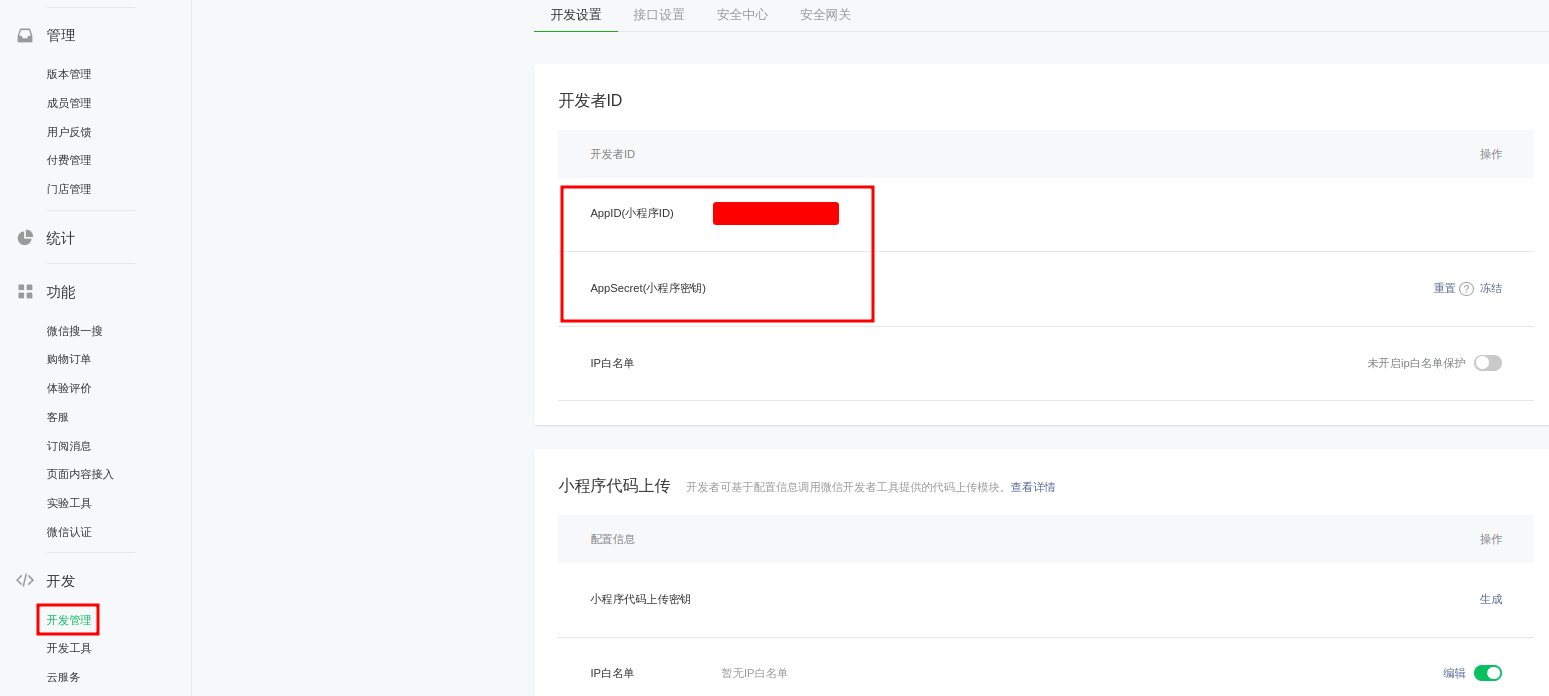 管理
版本管理
成员管理
用户反馈
付费管理
门店管理
统计
功能
微信搜一搜
购物订单
体验评价
客服
订阅消息
页面内容接入
实验工具
微信认证
开发
开发管理
开发工具
云服务
开发设置 接口设置 安全中心 安全网关
开发者ID
开发者ID 操作
AppID(小程序ID)
AppSecret(小程序密钥) 重置 ? 冻结
IP白名单 未开启ip白名单保护
小程序代码上传 开发者可基于配置信息调用微信开发者工具提供的代码上传模块。查看详情
配置信息 操作
小程序代码上传密钥 生成
IP白名单 暂无IP白名单 编辑